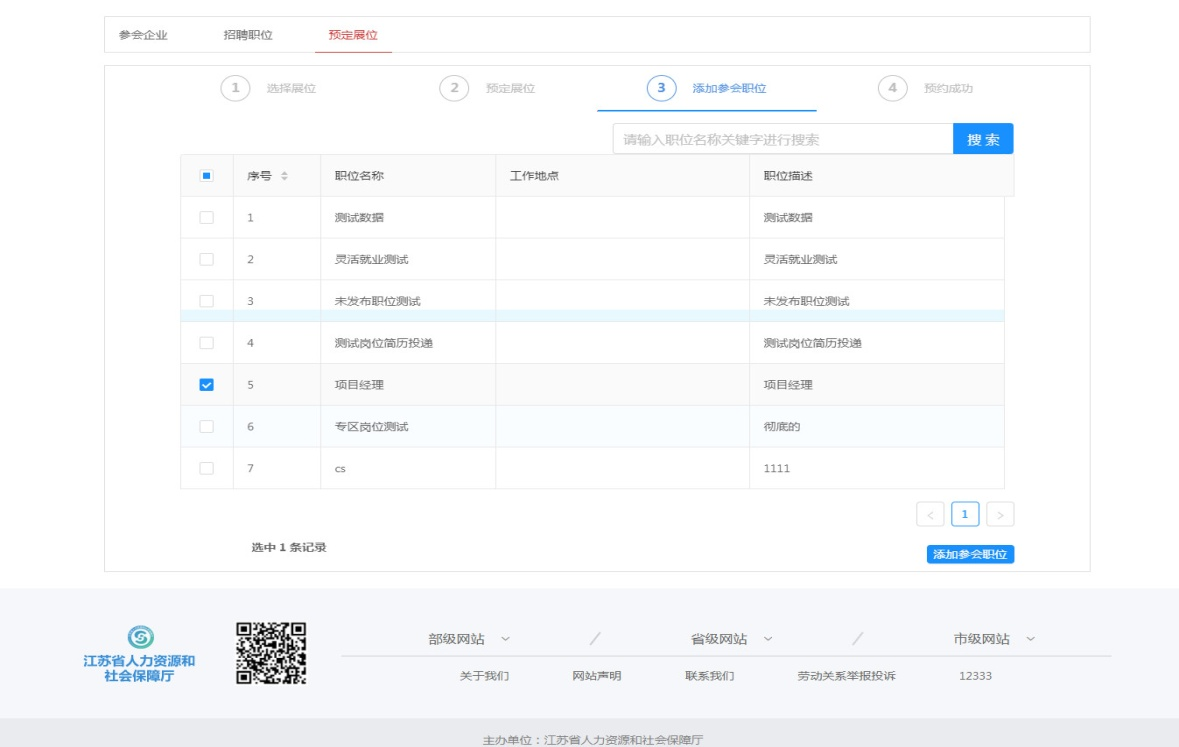 参会企业 招聘职位 预定展位
1 选择展位 2 预定展位 3 添加参会职位 4 预约成功
请输入职位名称关键字进行搜索 搜 索
序号 职位名称 工作地点 职位描述
1 测试数据 测试数据
2 灵活就业测试 灵活就业测试
3 未发布职位测试 未发布职位测试
4 测试岗位简历投递 测试岗位简历投递
5 项目经理 项目经理
6 专区岗位测试 彻底的
7 cs 1111
< 1 >
选中 1 条记录
添加参会职位
部级网站 / 省级网站 / 市级网站
江苏省人力资源和
社会保障厅
关于我们 网站声明 联系我们 劳动关系举报投诉 12333
主办单位：江苏省人力资源和社会保障厅